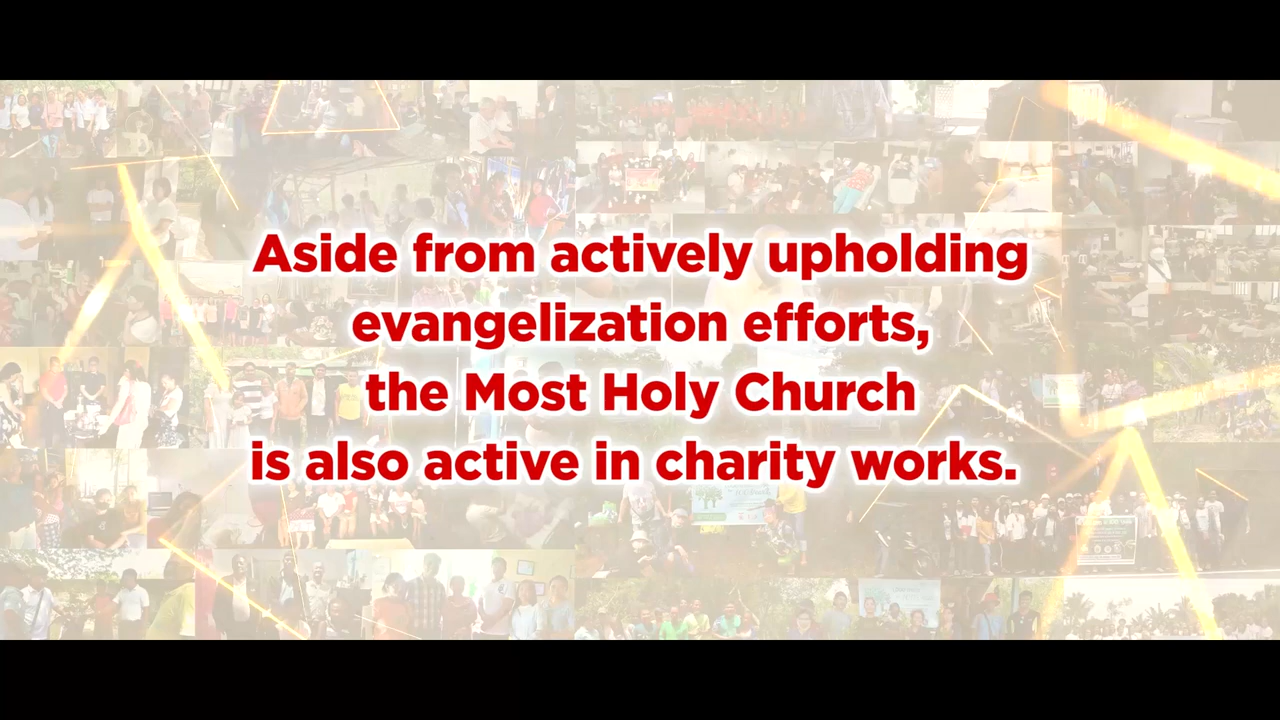 Aside from actively upholding
evangelization efforts,
the Most Holy Church
is also active in charity works.